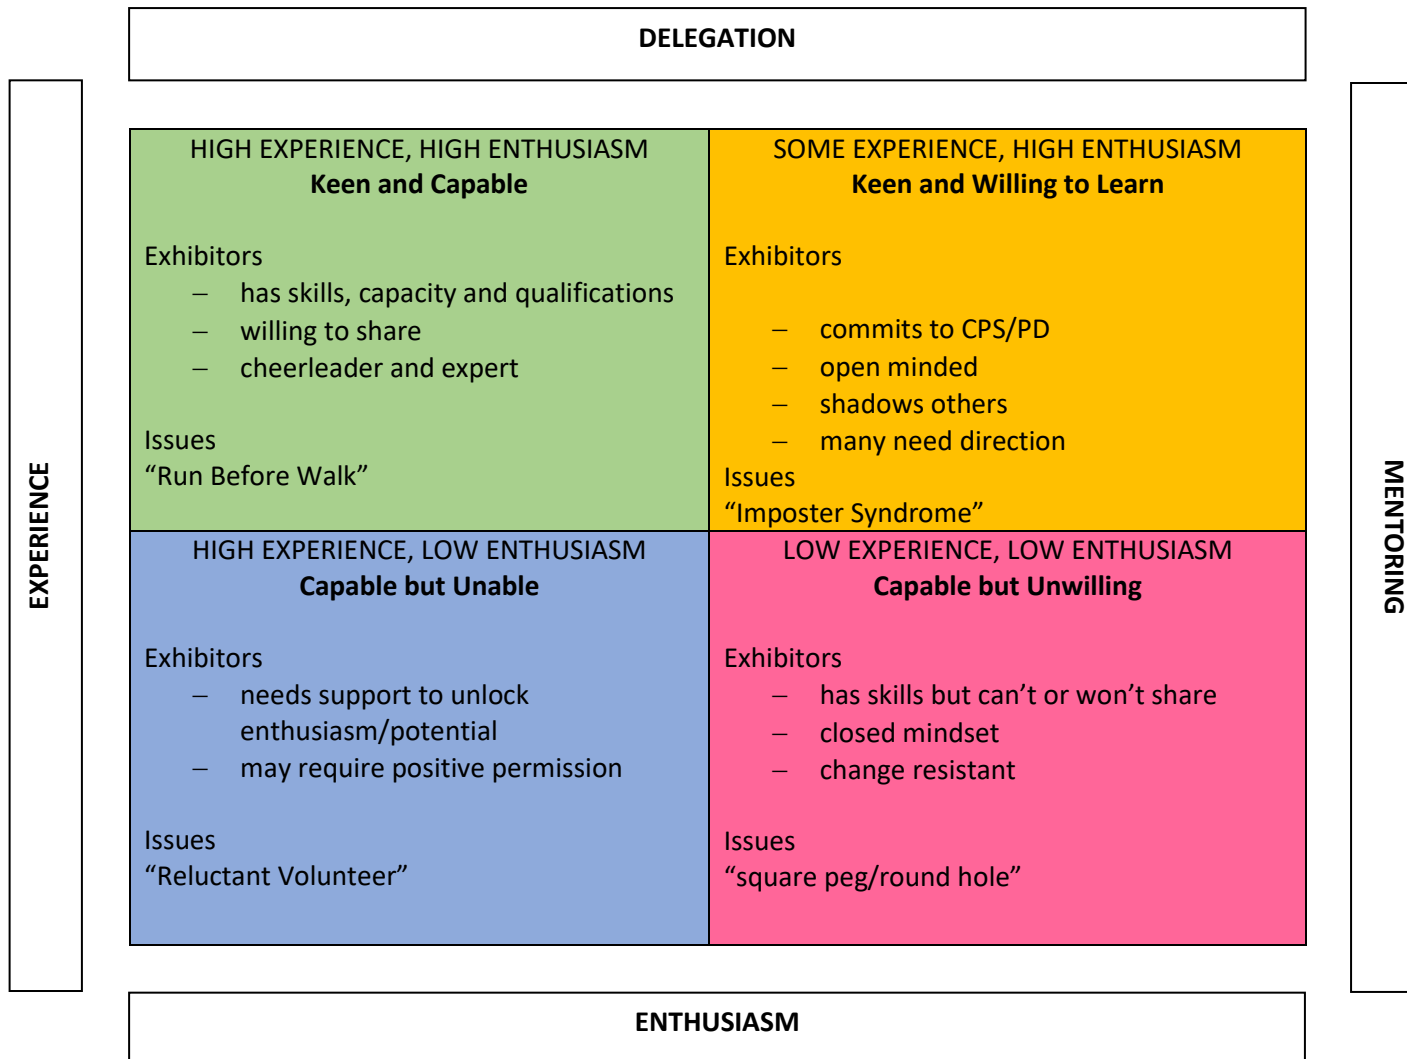 DELEGATION
EXPERIENCE
HIGH EXPERIENCE, HIGH ENTHUSIASM
Keen and Capable
Exhibitors
– has skills, capacity and qualifications
– willing to share
– cheerleader and expert
Issues
“Run Before Walk”
SOME EXPERIENCE, HIGH ENTHUSIASM
Keen and Willing to Learn
Exhibitors
– commits to CPS/PD
– open minded
– shadows others
– many need direction
Issues
“Imposter Syndrome”
HIGH EXPERIENCE, LOW ENTHUSIASM
Capable but Unable
Exhibitors
– needs support to unlock
enthusiasm/potential
– may require positive permission
Issues
“Reluctant Volunteer”
LOW EXPERIENCE, LOW ENTHUSIASM
Capable but Unwilling
Exhibitors
– has skills but can’t or won’t share
– closed mindset
– change resistant
Issues
“square peg/round hole”
MENTORING
ENTHUSIASM